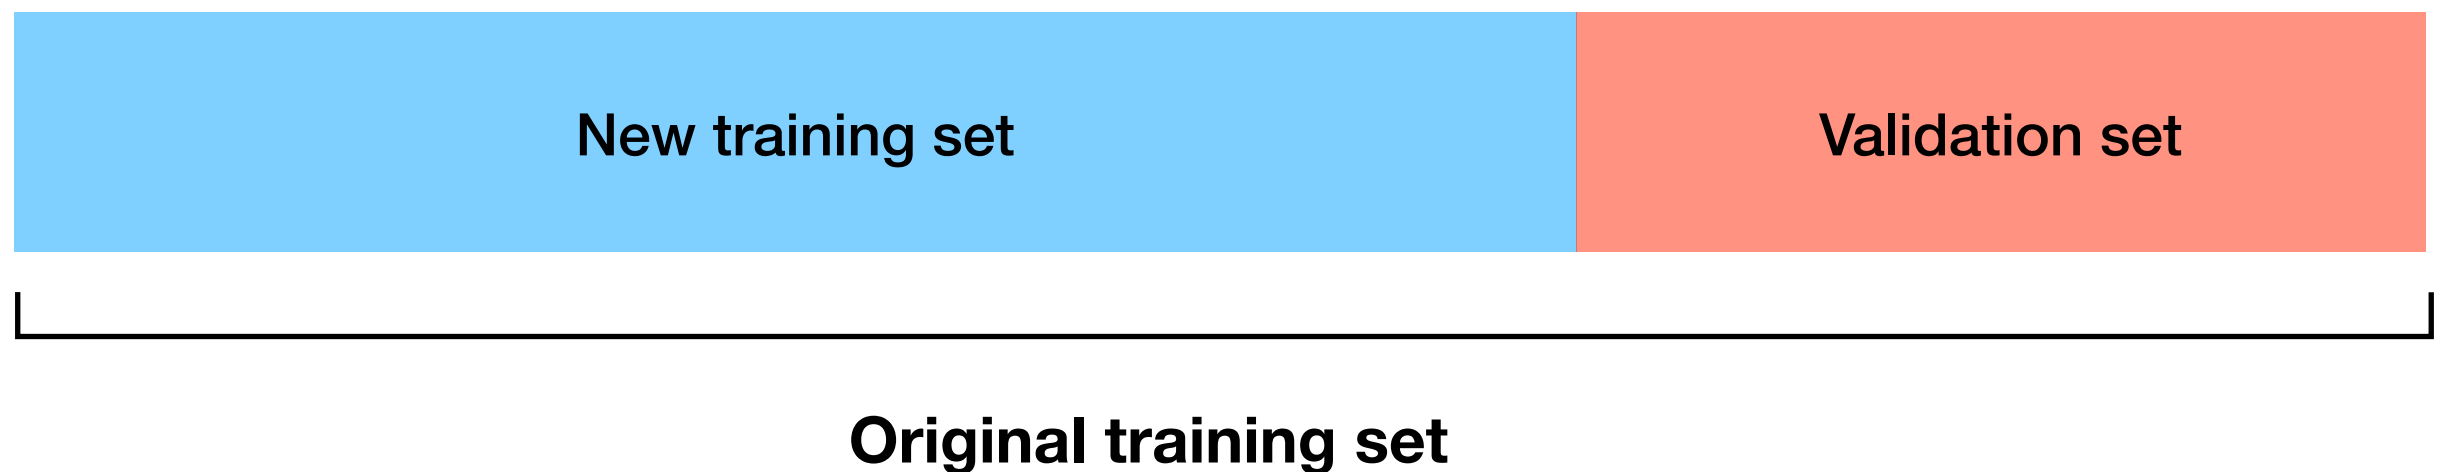 New training set
Validation set
Original training set